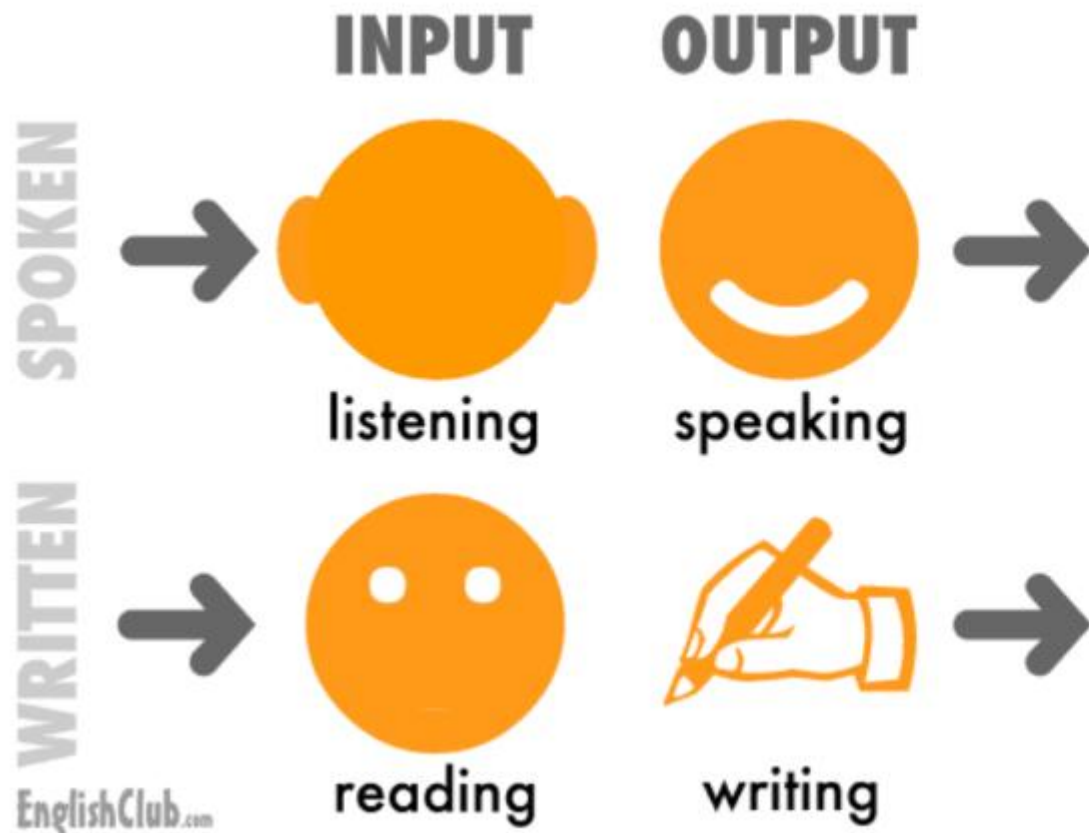 INPUT OUTPUT
SPOKEN
listening speaking
WRITTEN
reading writing
EnglishClub.com